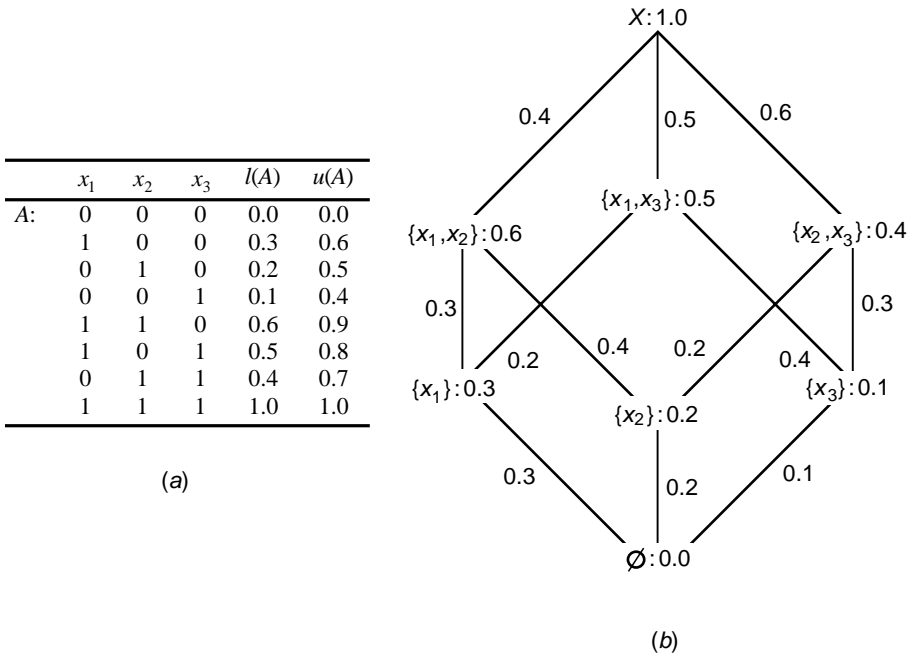 x1 x2 x3 l(A) u(A)
A: 0 0 0 0.0 0.0
1 0 0 0.3 0.6
0 1 0 0.2 0.5
0 0 1 0.1 0.4
1 1 0 0.6 0.9
1 0 1 0.5 0.8
0 1 1 0.4 0.7
1 1 1 1.0 1.0
(a)
X:1.0
0.4
0.5
0.6
{x1,x2}:0.6
{x1,x3}:0.5
{x2,x3}:0.4
0.3
0.2
0.4
0.2
0.4
0.3
{x1}:0.3
{x2}:0.2
{x3}:0.1
0.3
0.2
0.1
Ø:0.0
(b)